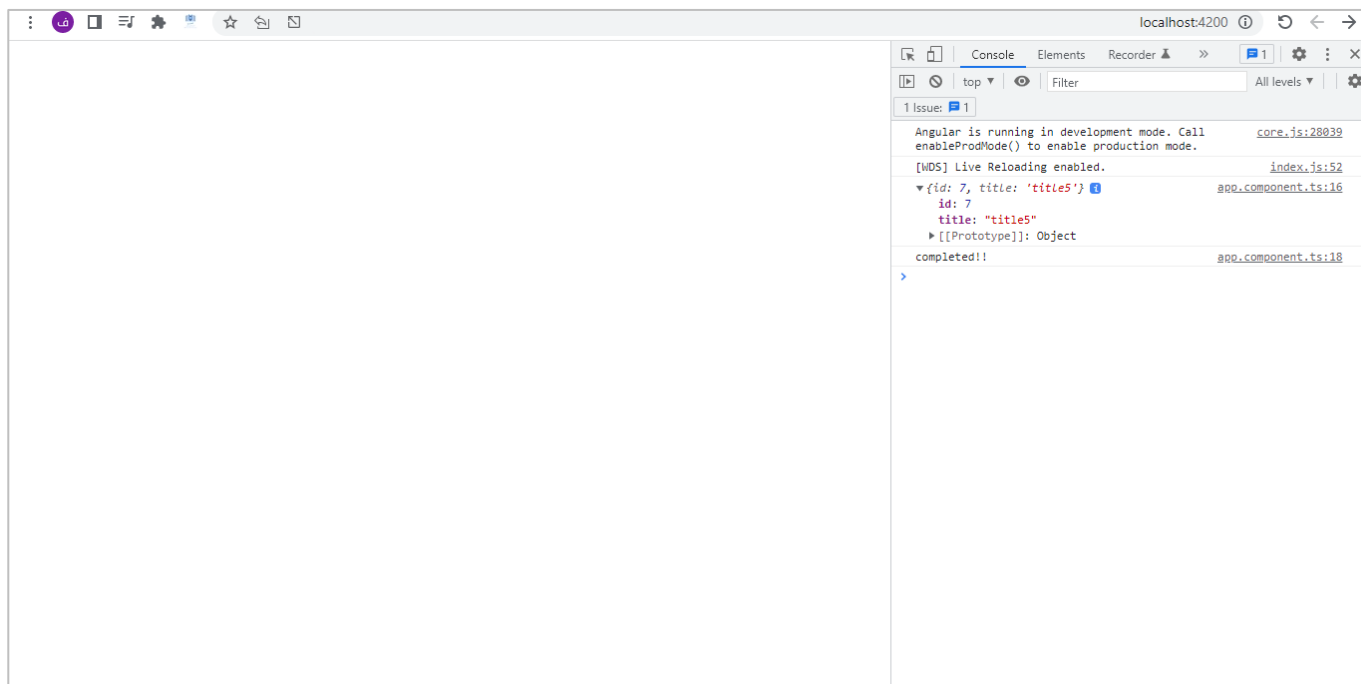 ف
localhost:4200
Console Elements Recorder 1
top Filter All levels
1 Issue: 1
Angular is running in development mode. Call core.js:28039
enableProdMode() to enable production mode.
[WDS] Live Reloading enabled. index.js:52
{id: 7, title: 'title5'} app.component.ts:16
id: 7
title: "title5"
[[Prototype]]: Object
completed!! app.component.ts:18